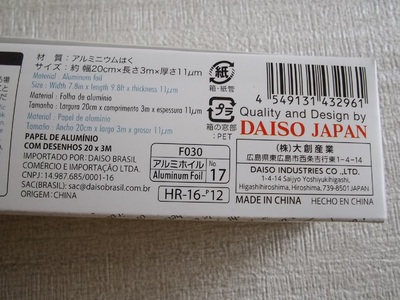 材 質：アルミニウムはく
サイズ：約 幅20cm×長さ3m×厚さ11μm
Material : Aluminum foil
Size: Width 7.8in x length 9.8ft x thickness 11μm
Material : Folha de alumínio
Tamanho : Largura 20cm x comprimento 3m x espessura 11μm
Material : Papel de aluminio
Tamaño : Ancho 20cm x largo 3m x grosor 11μm
PAPEL DE ALUMÍNIO
COM DESENHOS 20 x 3M
IMPORTADO POR: DAISO BRASIL
COMÉRCIO E IMPORTAÇÃO LTDA.
CNPJ: 14.987.685/0001-16
SAC(BRASIL): sac@daisobrasil.com.br
MADE IN CHINA
F030
アルミホイル
Aluminum Foil
No. 17
HR-16-P12
紙
箱・紙管
プラ
箱の窓部
:PET
4 549131 432961
Quality and Design by
DAISO JAPAN
(株)大創産業
広島県東広島市西条吉行東1-4-14
DAISO INDUSTRIES CO.,LTD.
1-4-14 Saijyo Yoshiyukihigashi,
Higashihiroshima, Hiroshima, 739-8501 JAPAN
MADE IN CHINA HECHO EN CHINA